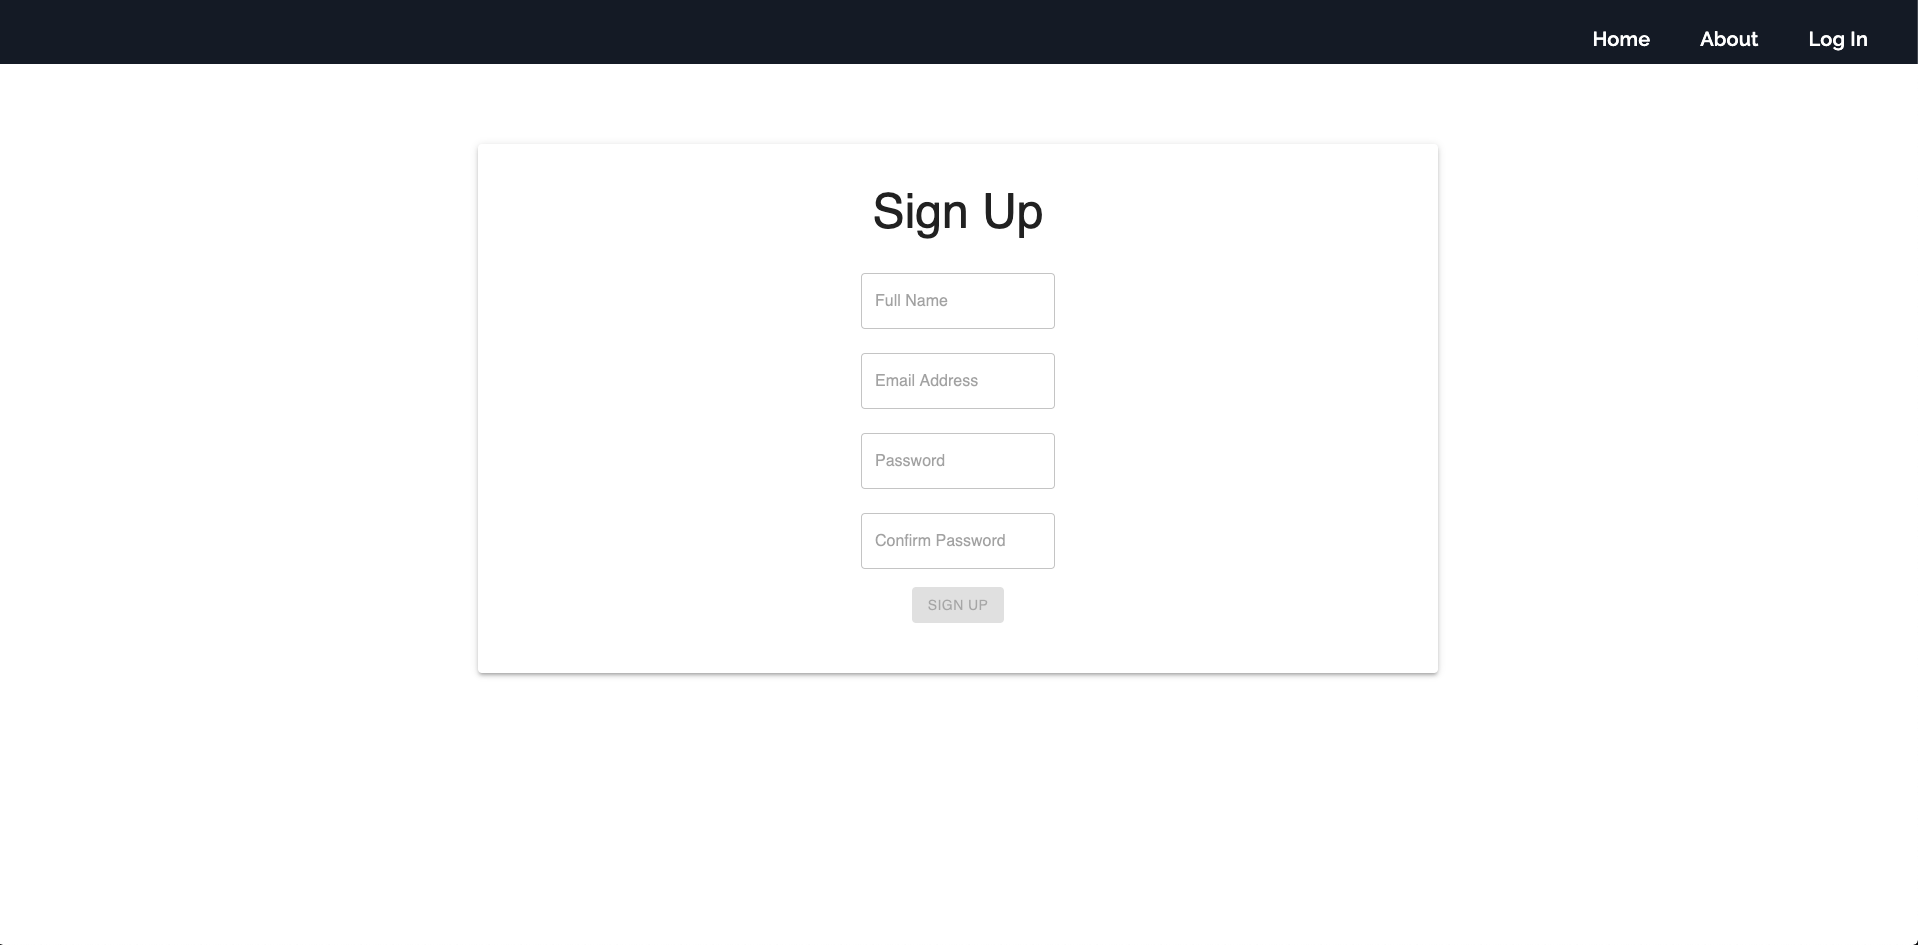 Home About Log In
Sign Up
Full Name
Email Address
Password
Confirm Password
SIGN UP